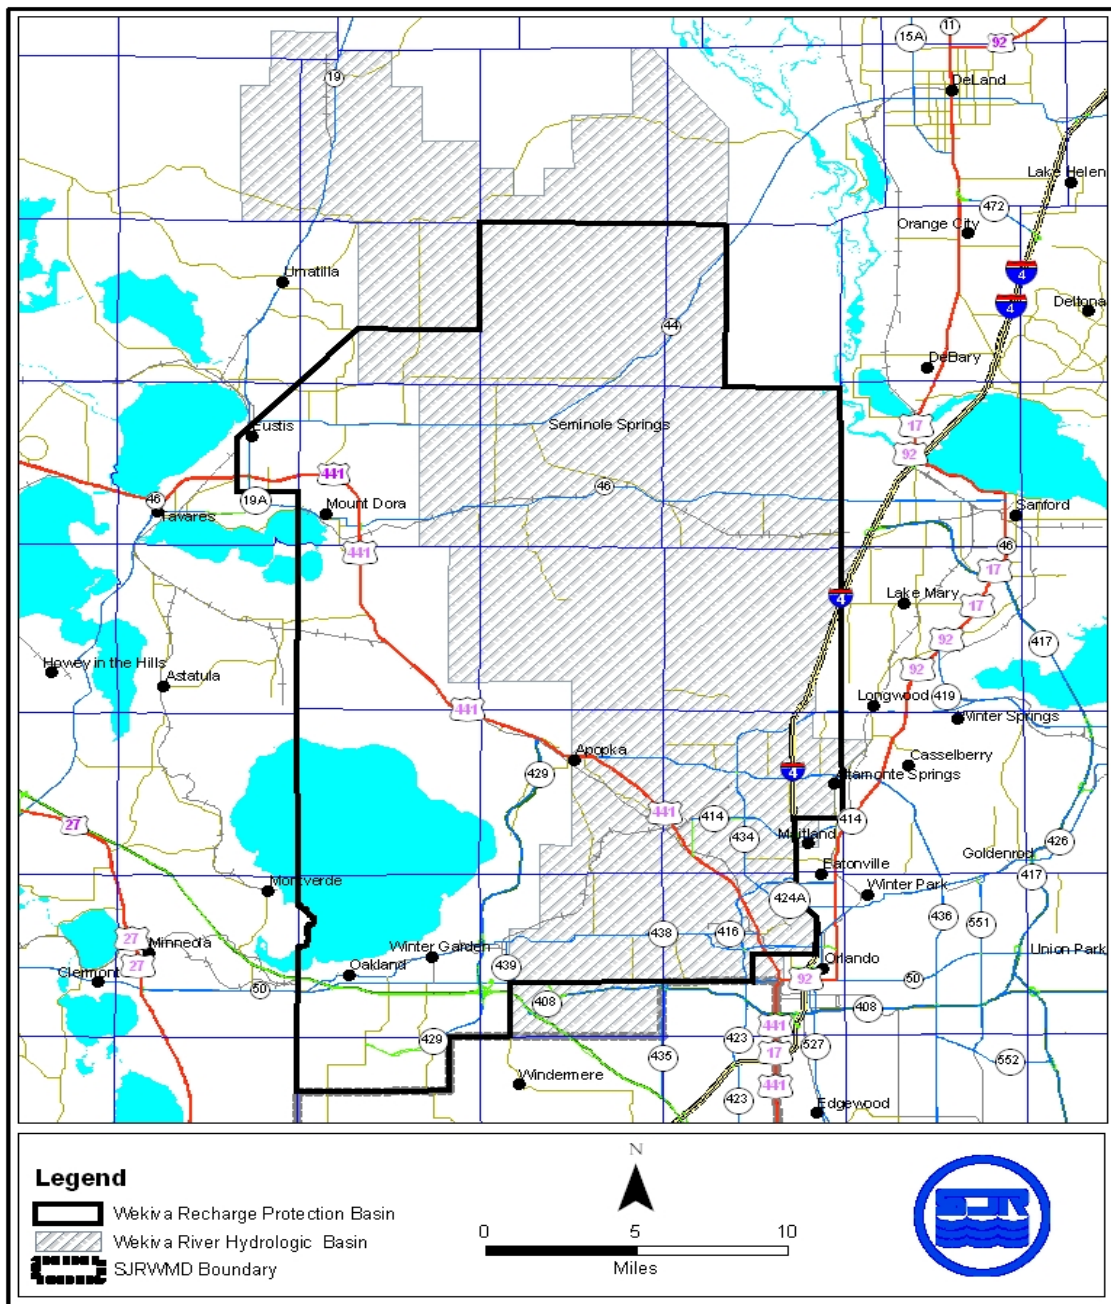 11
15A
92
19
DeLand
Lake Helen
472
Orange City
4
Umatilla
4
Deltona
44
DeBary
17
Eustis
Seminole Springs
92
441
46
46
19A
Mount Dora
Tavares
Sanford
441
46
17
4
Lake Mary
17
92
417
Howey in the Hills
92
Astatula
419
Longwood
441
Winter Springs
Apopka
Casselberry
429
4
Altamonte Springs
441
414
414
27
434
Maitland
426
Goldenrod
Eatonville
417
Montverde
Winter Park
424A
436
551
438
416
27
Minneola
Winter Garden
Union Park
439
Orlando
27
Clermont
Oakland
92
50
50
408
408
441
429
423
527
17
435
552
Windermere
441
423
Edgewood
Legend
Wekiva Recharge Protection Basin
Wekiva River Hydrologic Basin
SJRWMD Boundary
N
0 5 10
Miles
SJR